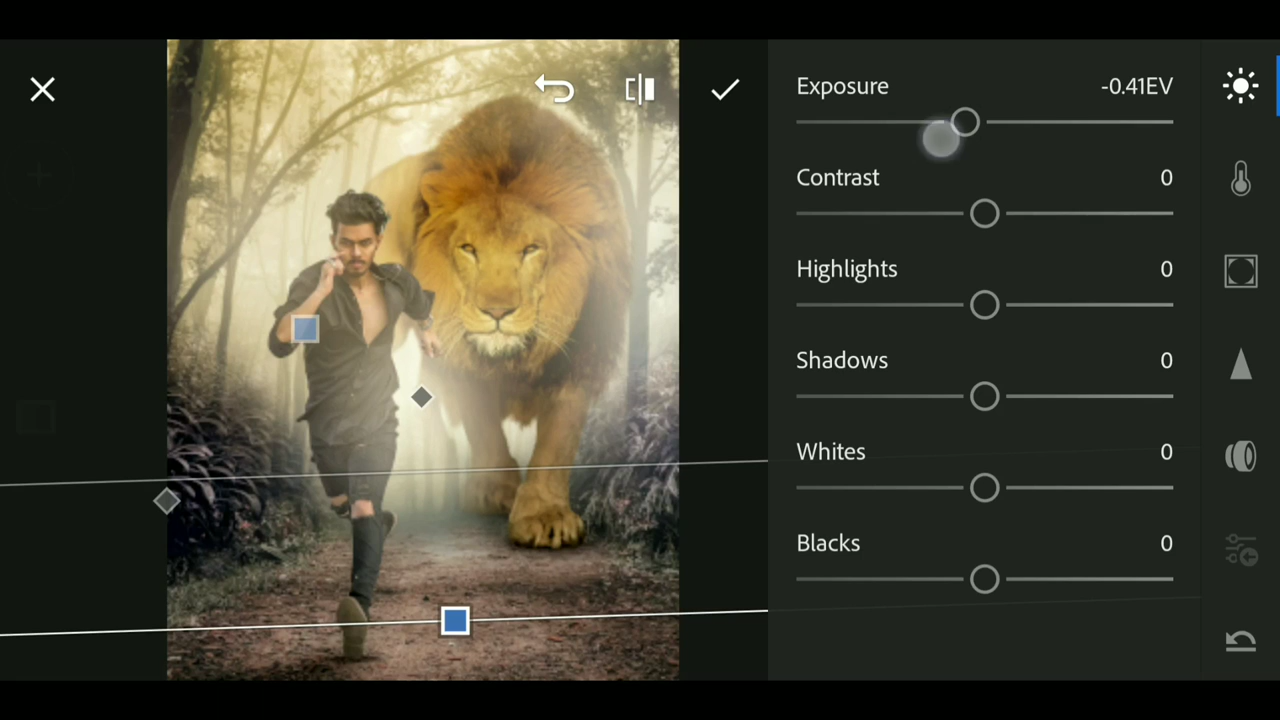 Exposure -0.41EV
Contrast 0
Highlights 0
Shadows 0
Whites 0
Blacks 0